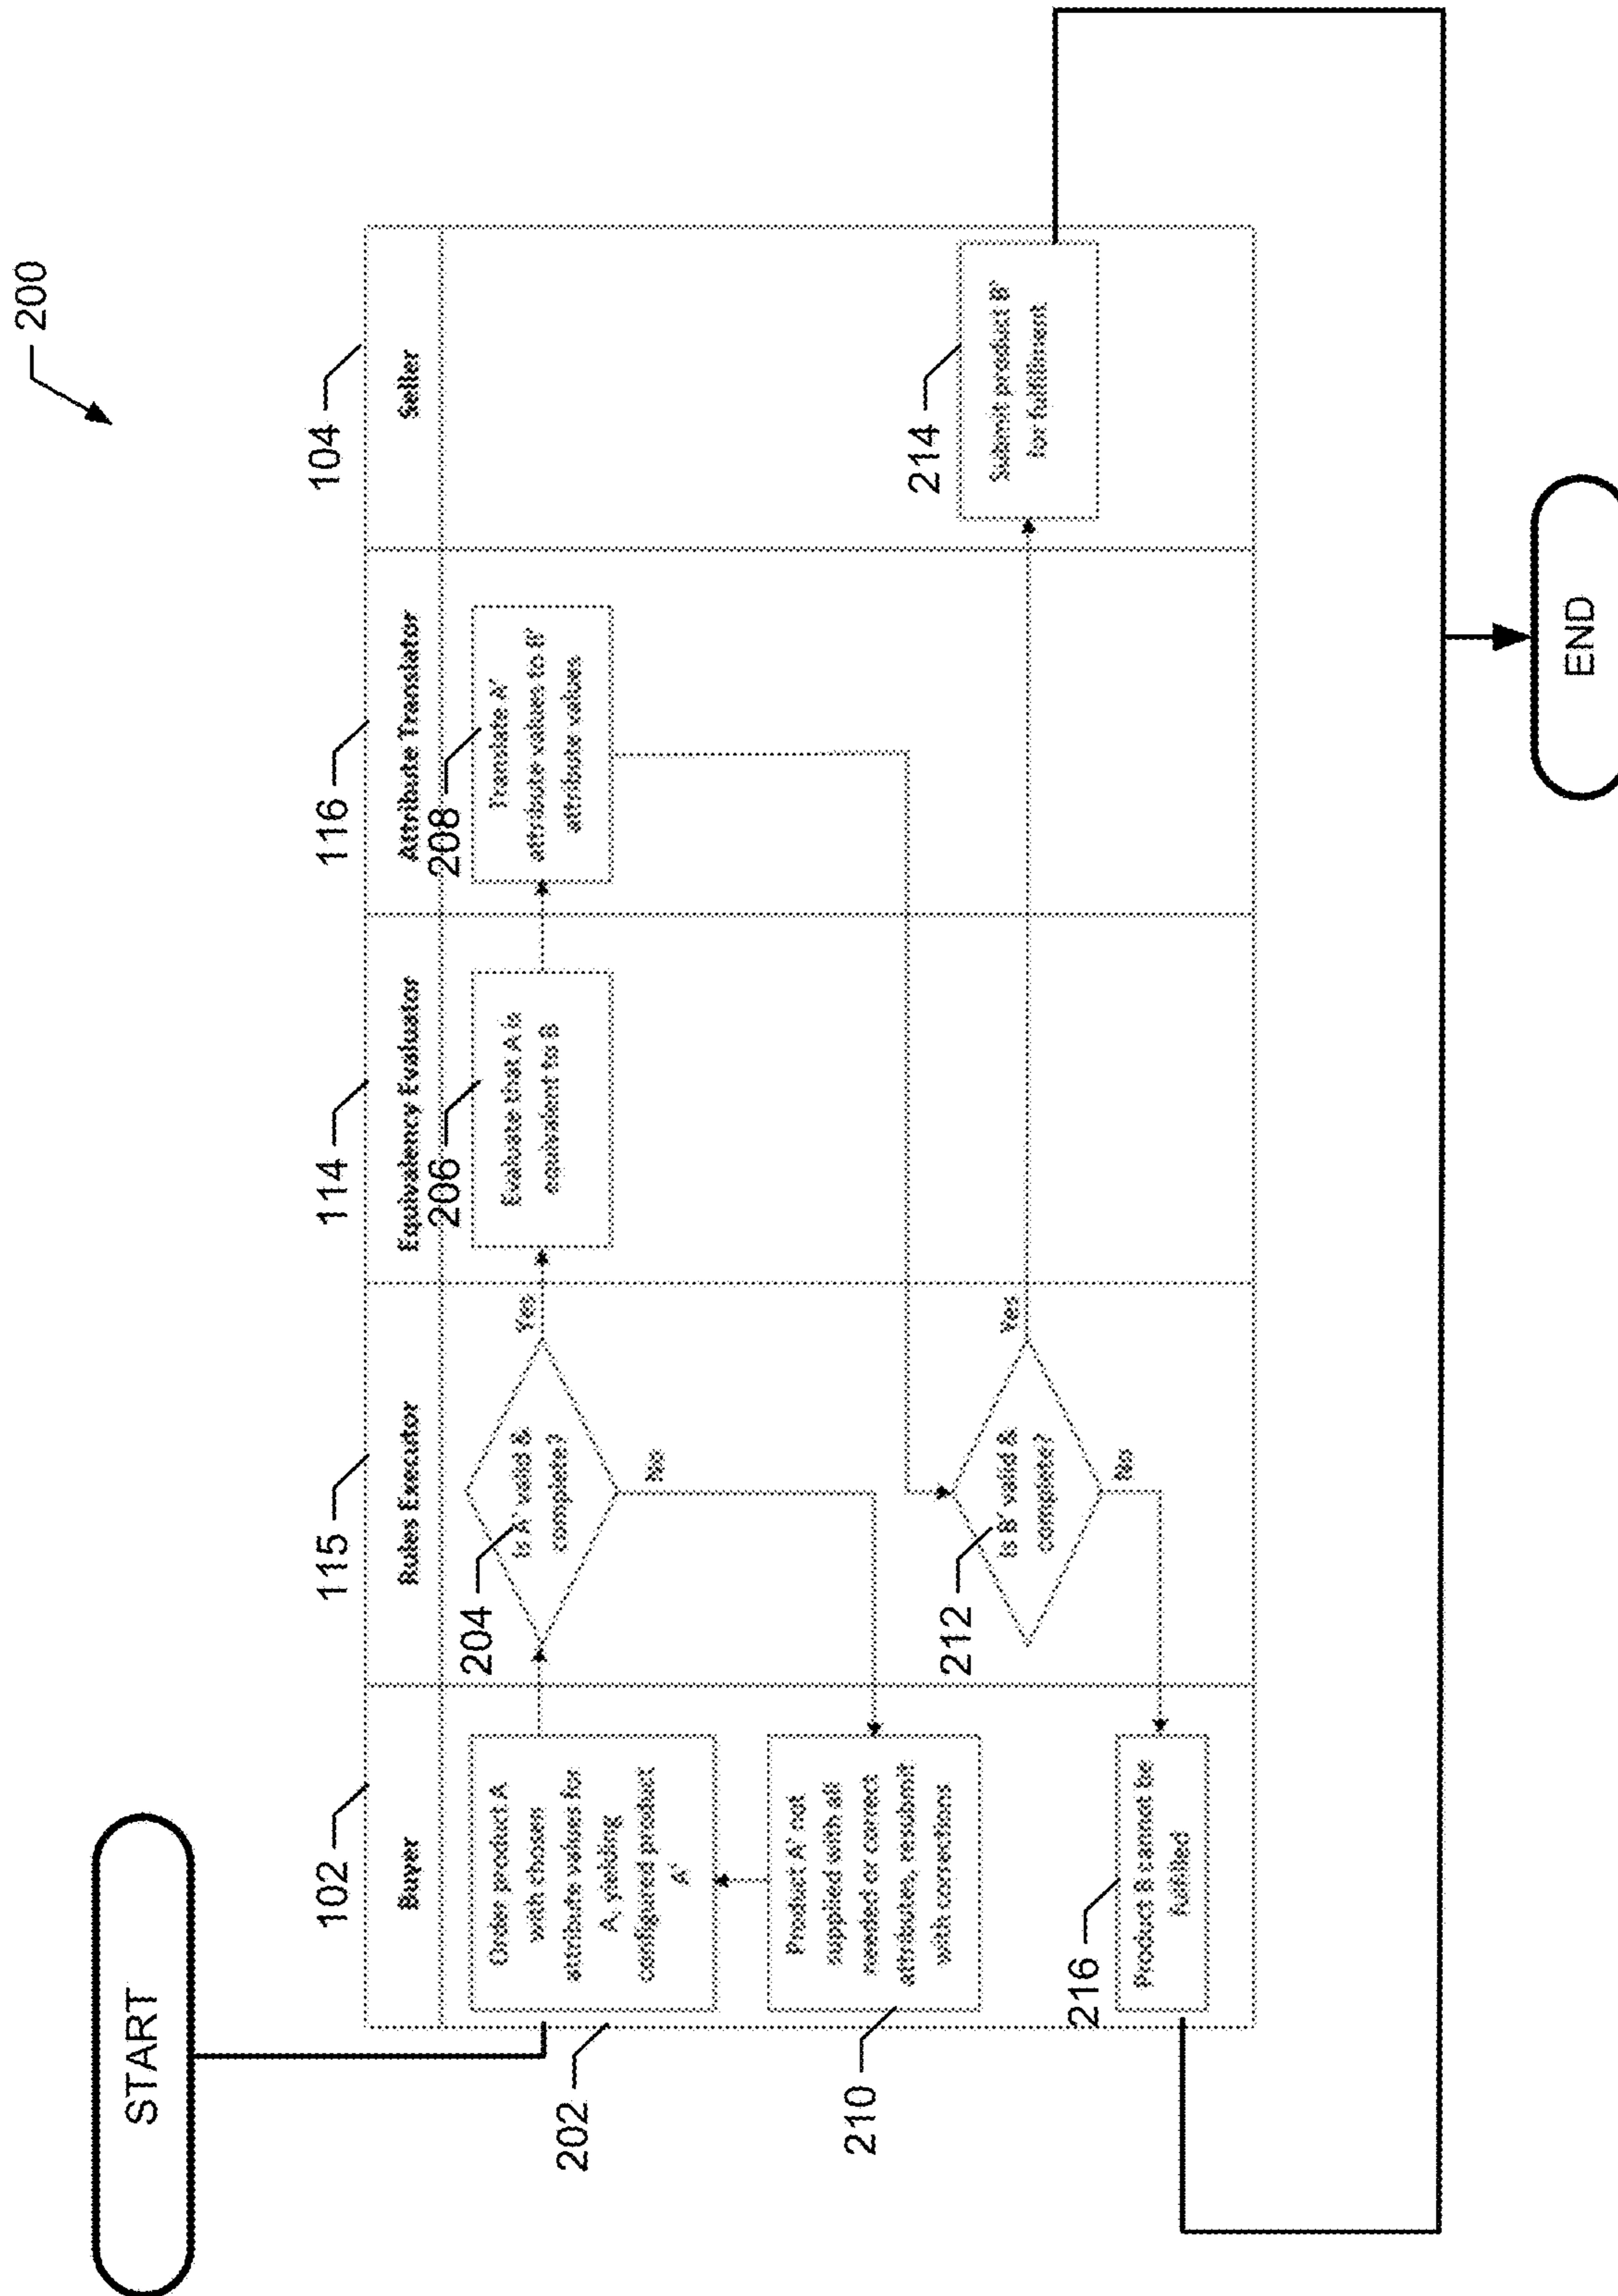 200
START
102
115
114
116
104
Buyer
Rules Executor
Equivalency Evaluator
Attribute Translator
Seller
202
Order product A
with chosen
attribute values for
A, yielding
configured product
A'
204
Is A' valid &
complete?
Yes
No
206
Evaluate that A is
equivalent to B
208
Translate A'
attribute values to B'
attribute values
210
Product A' not
supplied with all
needed or correct
attributes, resubmit
with corrections
212
Is B' valid &
complete?
Yes
No
214
Submit product B'
for fulfillment
216
Product B cannot be
fulfilled
END